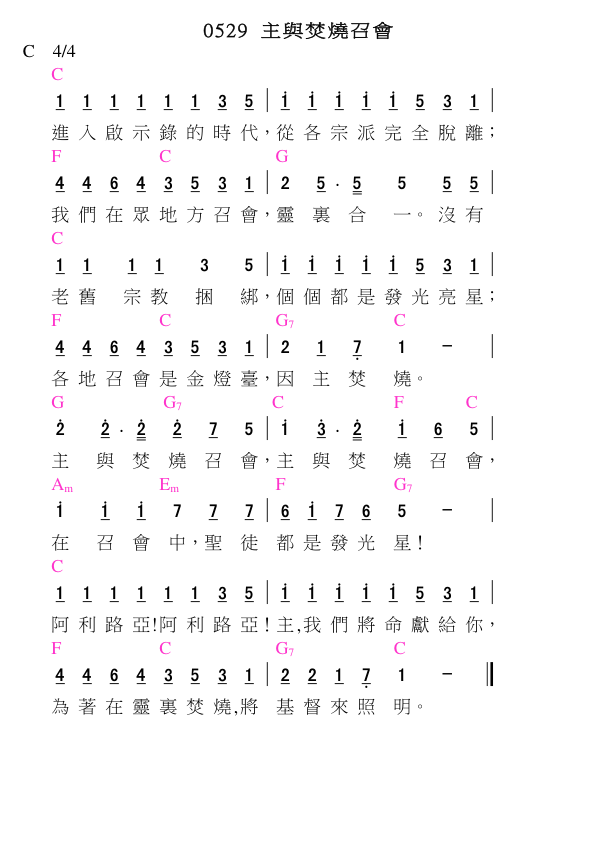 0529 主與焚燒召會
C 4/4
C
1 1 1 1 1 1 3 5 | i i i i i 5 3 1 |
進入啟示錄的時代，從各宗派完全脫離；
F C G
4 4 6 4 3 5 3 1 | 2 5 · 5 5 5 5 |
我們在眾地方召會，靈裏合一。沒有
C
1 1 1 1 3 5 | i i i i i 5 3 1 |
老舊宗教捆綁，個個都是發光亮星；
F C G7 C
4 4 6 4 3 5 3 1 | 2 1 7 1 － |
各地召會是金燈臺，因主焚燒。
G G7 C F C
2 2 · 2 2 7 5 | i 3 · 2 i 6 5 |
主與焚燒召會，主與焚燒召會，
Am Em F G7
i i i 7 7 7 | 6 i 7 6 5 － |
在召會中，聖徒都是發光星！
C
1 1 1 1 1 1 3 5 | i i i i i 5 3 1 |
阿利路亞!阿利路亞!主,我們將命獻給你，
F C G7 C
4 4 6 4 3 5 3 1 | 2 2 1 7 1 － ||
為著在靈裏焚燒,將基督來照明。